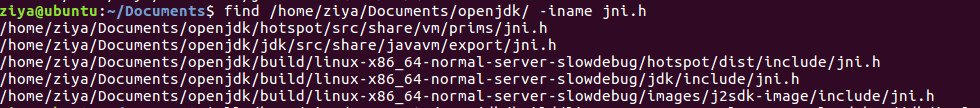 ziya@ubuntu:~/Documents$ find /home/ziya/Documents/openjdk/ -iname jni.h
/home/ziya/Documents/openjdk/hotspot/src/share/vm/prims/jni.h
/home/ziya/Documents/openjdk/jdk/src/share/javavm/export/jni.h
/home/ziya/Documents/openjdk/build/linux-x86_64-normal-server-slowdebug/hotspot/dist/include/jni.h
/home/ziya/Documents/openjdk/build/linux-x86_64-normal-server-slowdebug/jdk/include/jni.h
/home/ziya/Documents/openjdk/build/linux-x86_64-normal-server-slowdebug/images/j2sdk-image/include/jni.h